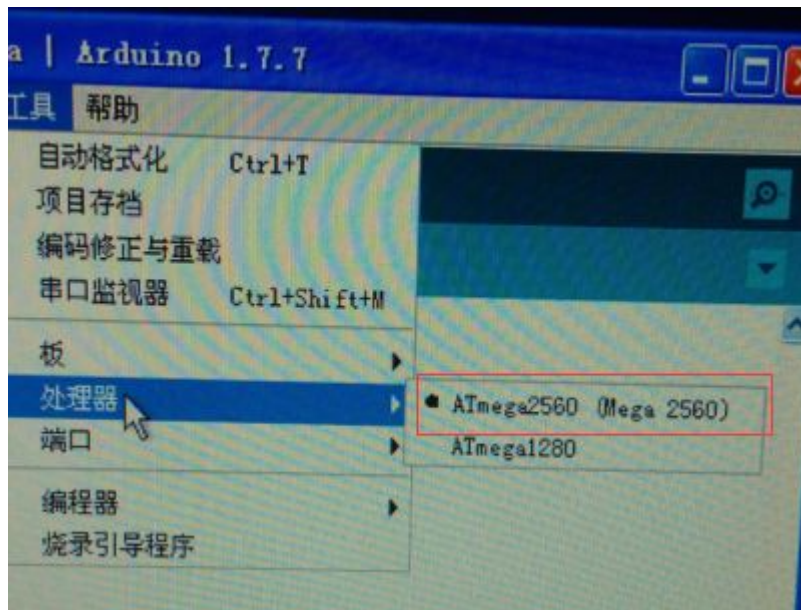 a | Arduino 1.7.7
工具 帮助
自动格式化 Ctrl+T
项目存档
编码修正与重载
串口监视器 Ctrl+Shift+M
板
处理器
ATmega2560 (Mega 2560)
端口
ATmega1280
编程器
烧录引导程序